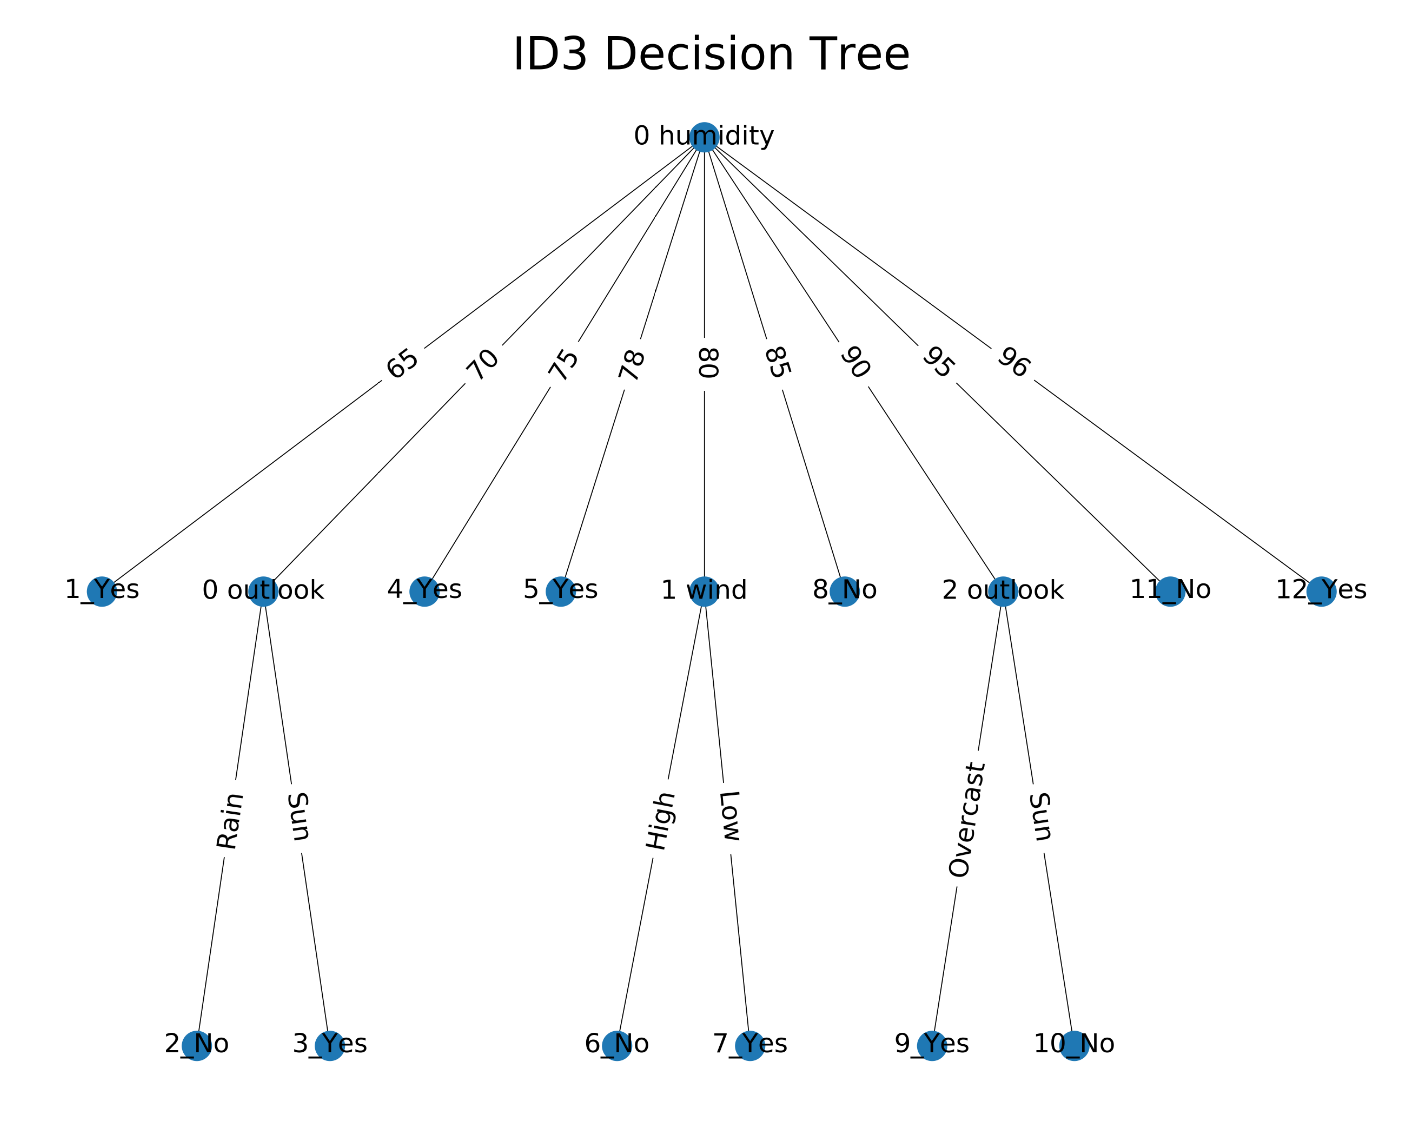 ID3 Decision Tree
0 humidity
65
70
75
78
80
85
90
95
96
1_Yes
0 outlook
4_Yes
5_Yes
1 wind
8_No
2 outlook
11_No
12_Yes
Rain
Sun
High
Low
Overcast
Sun
2_No
3_Yes
6_No
7_Yes
9_Yes
10_No